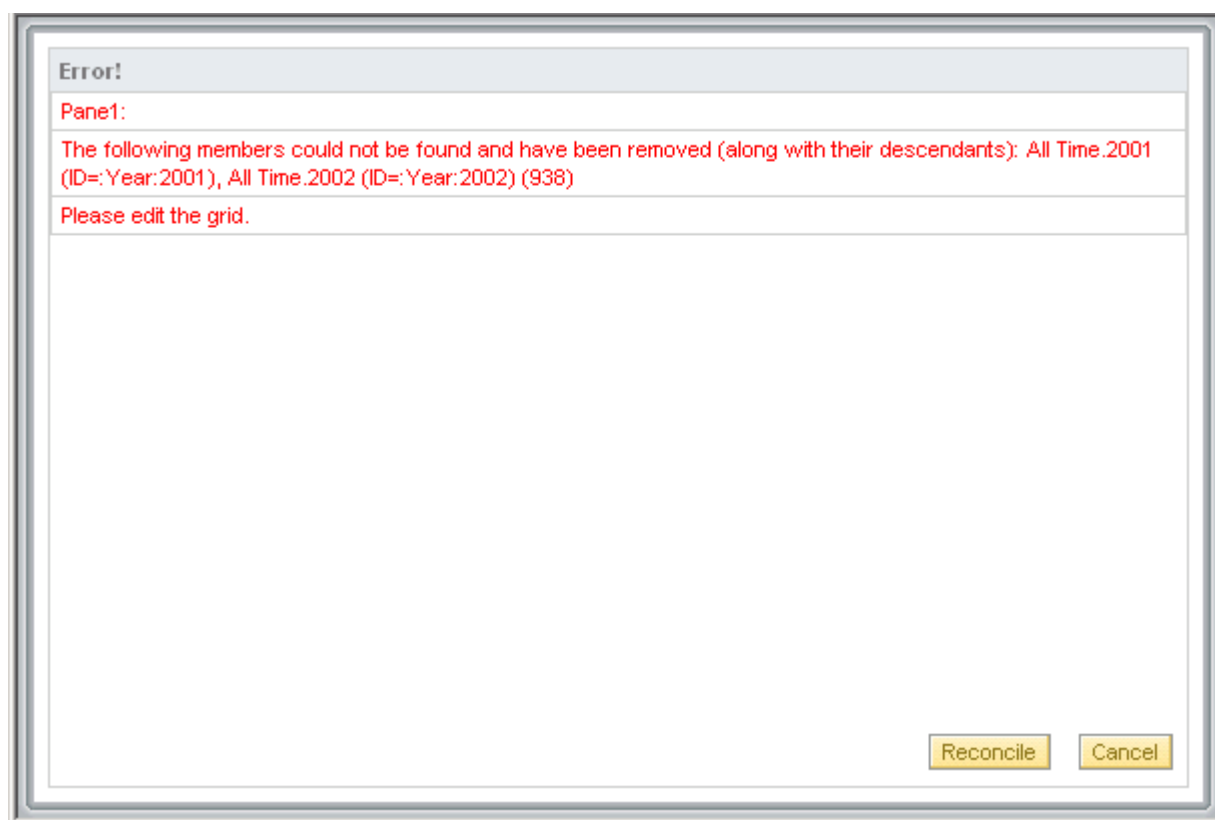 Error!
Pane1:
The following members could not be found and have been removed (along with their descendants): All Time.2001
(ID=:Year:2001), All Time.2002 (ID=:Year:2002) (938)
Please edit the grid.
Reconcile
Cancel